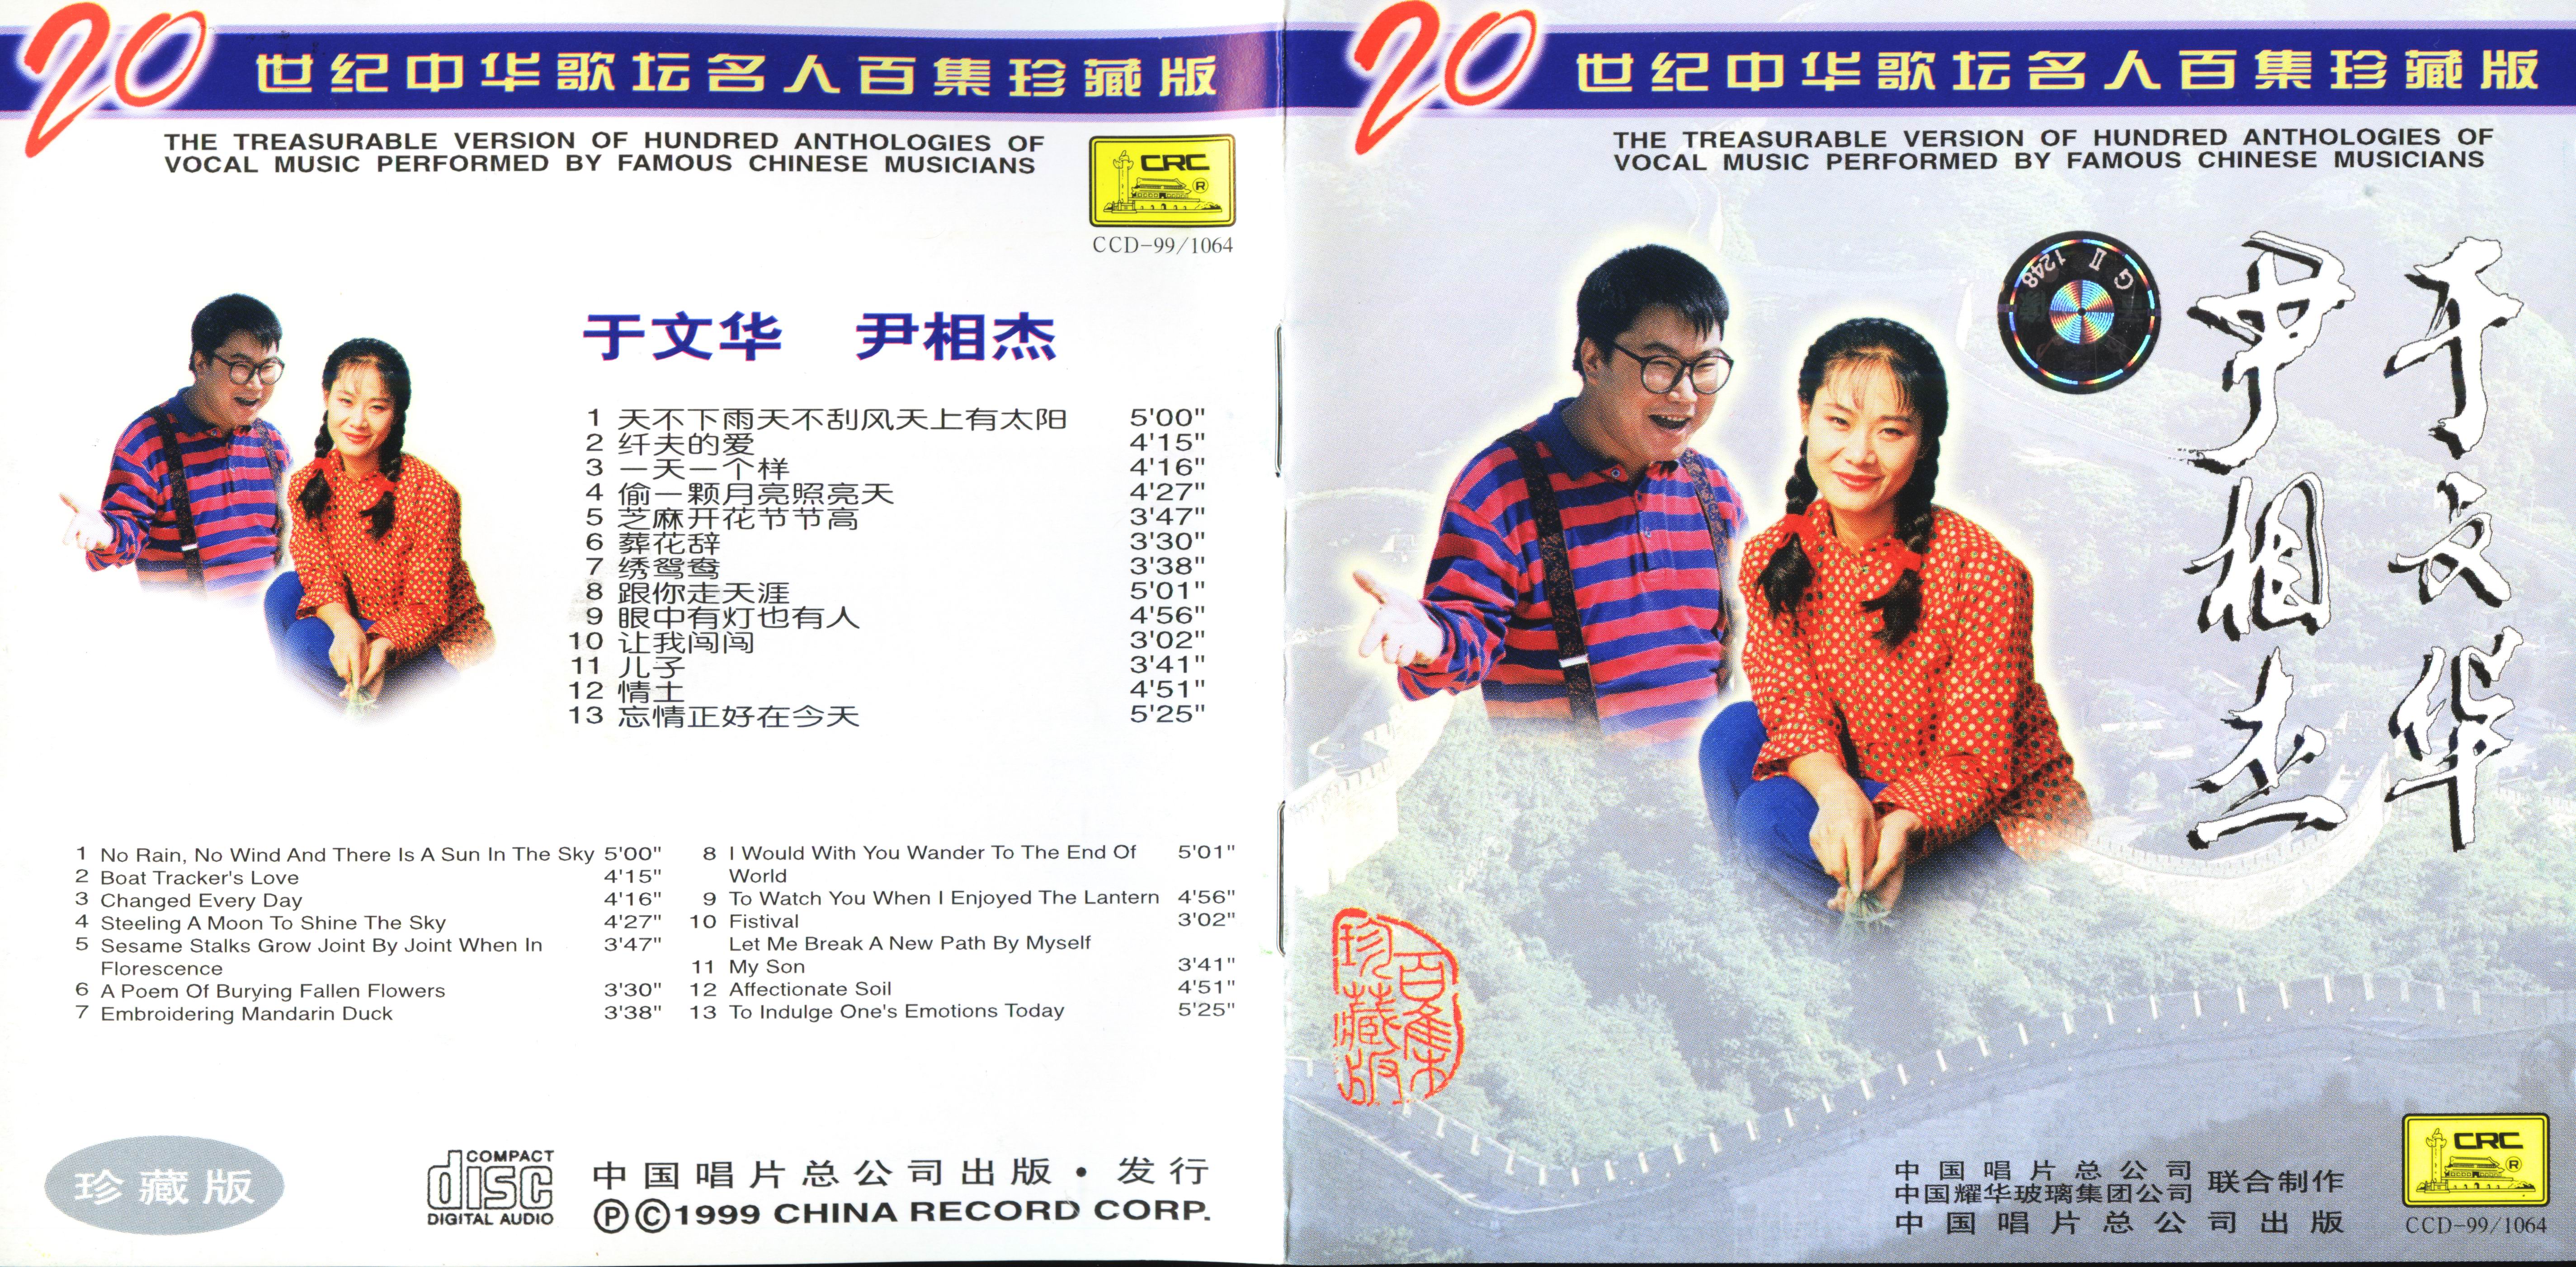 20世纪中华歌坛名人百集珍藏版
THE TREASURABLE VERSION OF HUNDRED ANTHOLOGIES OF
VOCAL MUSIC PERFORMED BY FAMOUS CHINESE MUSICIANS
CRC
®
CCD-99/1064
于文华 尹相杰
1 天不下雨天不刮风天上有太阳 5'00"
2 纤夫的爱 4'15"
3 一天一个样 4'16"
4 偷一颗月亮照亮天 4'27"
5 芝麻开花节节高 3'47"
6 葬花辞 3'30"
7 绣鸳鸯 3'38"
8 跟你走天涯 5'01"
9 眼中有灯也有人 4'56"
10 让我闯闯 3'02"
11 儿子 3'41"
12 情土 4'51"
13 忘情正好在今天 5'25"
1 No Rain, No Wind And There Is A Sun In The Sky 5'00"
2 Boat Tracker's Love 4'15"
3 Changed Every Day 4'16"
4 Steeling A Moon To Shine The Sky 4'27"
5 Sesame Stalks Grow Joint By Joint When In 3'47"
Florescence
6 A Poem Of Burying Fallen Flowers 3'30"
7 Embroidering Mandarin Duck 3'38"
8 I Would With You Wander To The End Of 5'01"
World
9 To Watch You When I Enjoyed The Lantern 4'56"
10 Fistival 3'02"
Let Me Break A New Path By Myself
11 My Son 3'41"
12 Affectionate Soil 4'51"
13 To Indulge One's Emotions Today 5'25"
珍藏版
COMPACT
disc
DIGITAL AUDIO
中国唱片总公司出版·发行
Ⓟ©1999 CHINA RECORD CORP.
20世纪中华歌坛名人百集珍藏版
THE TREASURABLE VERSION OF HUNDRED ANTHOLOGIES OF
VOCAL MUSIC PERFORMED BY FAMOUS CHINESE MUSICIANS
G II 1248
于文华
尹相杰
百集
珍藏版
中国唱片总公司
中国耀华玻璃集团公司
联合制作
中国唱片总公司出版
CRC
®
CCD-99/1064